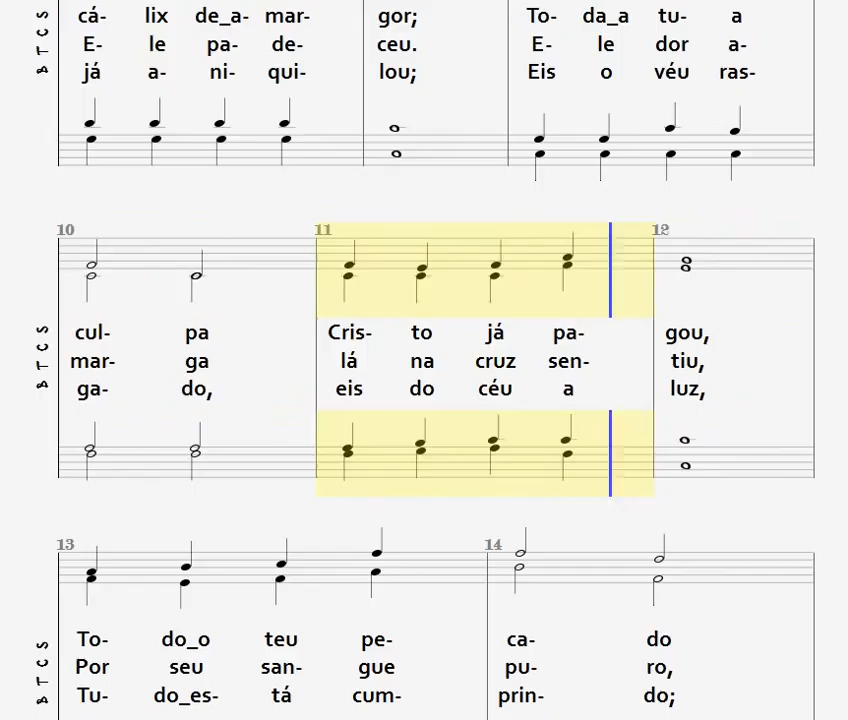 cá- lix de_a- mar- gor; To- da_a tu- a
E- le pa- de- ceu. E- le dor a-
já a- ni- qui- lou; Eis o véu ras-
B T C S
10 11 12
cul- pa Cris- to já pa- gou,
mar- ga lá na cruz sen- tiu,
ga- do, eis do céu a luz,
B T C S
13 14
To- do_o teu pe- ca- do
Por seu san- gue pu- ro,
Tu- do_es- tá cum- prin- do;
B T C S